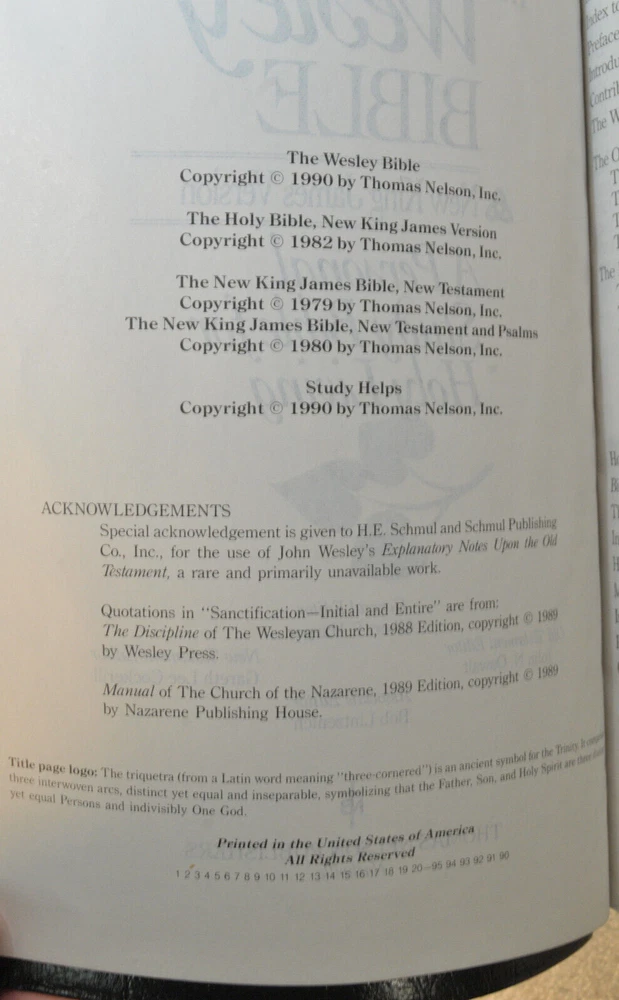 The Wesley Bible
Copyright © 1990 by Thomas Nelson, Inc.
The Holy Bible, New King James Version
Copyright © 1982 by Thomas Nelson, Inc.
The New King James Bible, New Testament
Copyright © 1979 by Thomas Nelson, Inc.
The New King James Bible, New Testament and Psalms
Copyright © 1980 by Thomas Nelson, Inc.
Study Helps
Copyright © 1990 by Thomas Nelson, Inc.
ACKNOWLEDGEMENTS
Special acknowledgement is given to H.E. Schmul and Schmul Publishing
Co., Inc., for the use of John Wesley's Explanatory Notes Upon the Old
Testament, a rare and primarily unavailable work.
Quotations in "Sanctification—Initial and Entire" are from:
The Discipline of The Wesleyan Church, 1988 Edition, copyright © 1989
by Wesley Press.
Manual of The Church of the Nazarene, 1989 Edition, copyright © 1989
by Nazarene Publishing House.
Title page logo: The triquetra (from a Latin word meaning "three-cornered") is an ancient symbol for the Trinity. It
three interwoven arcs, distinct yet equal and inseparable, symbolizing that the Father, Son, and Holy Spirit are three
yet equal Persons and indivisibly One God.
Printed in the United States of America
All Rights Reserved
1 2 3 4 5 6 7 8 9 10 11 12 13 14 15 16 17 18 19 20—95 94 93 92 91 90